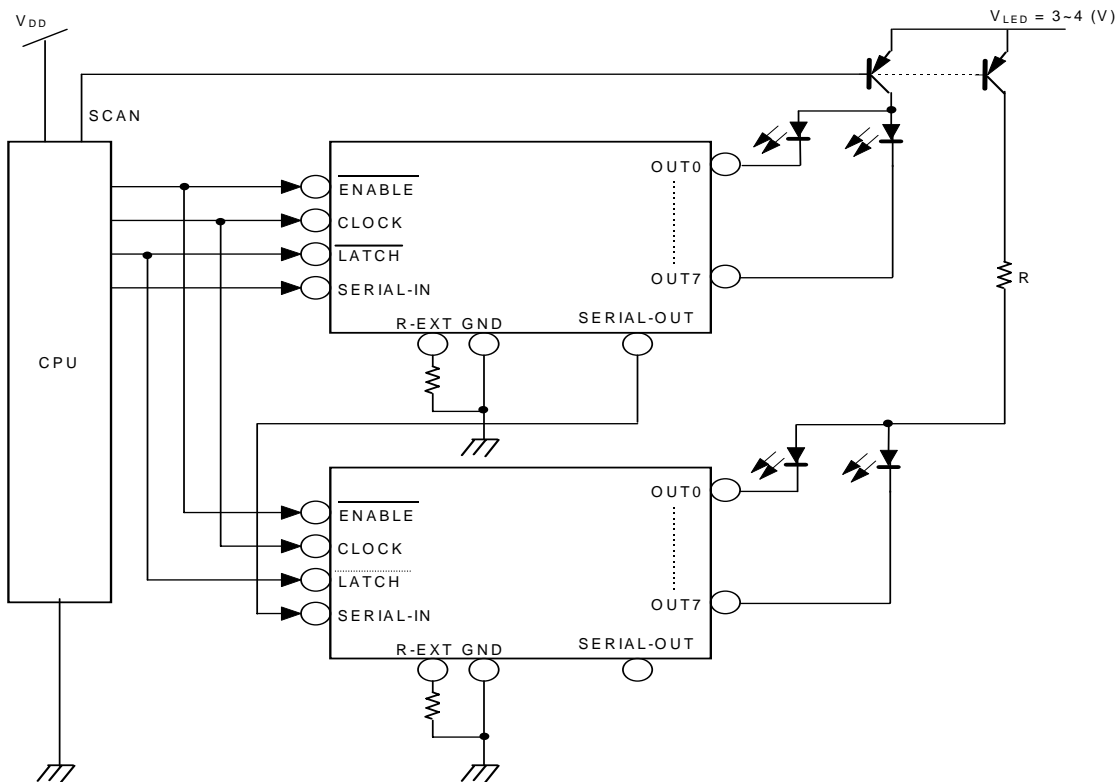 VDD
VLED = 3~4 (V)
SCAN
CPU
ENABLE
CLOCK
LATCH
SERIAL-IN
OUT0
OUT7
R-EXT GND
SERIAL-OUT
R
ENABLE
CLOCK
LATCH
SERIAL-IN
OUT0
OUT7
R-EXT GND
SERIAL-OUT